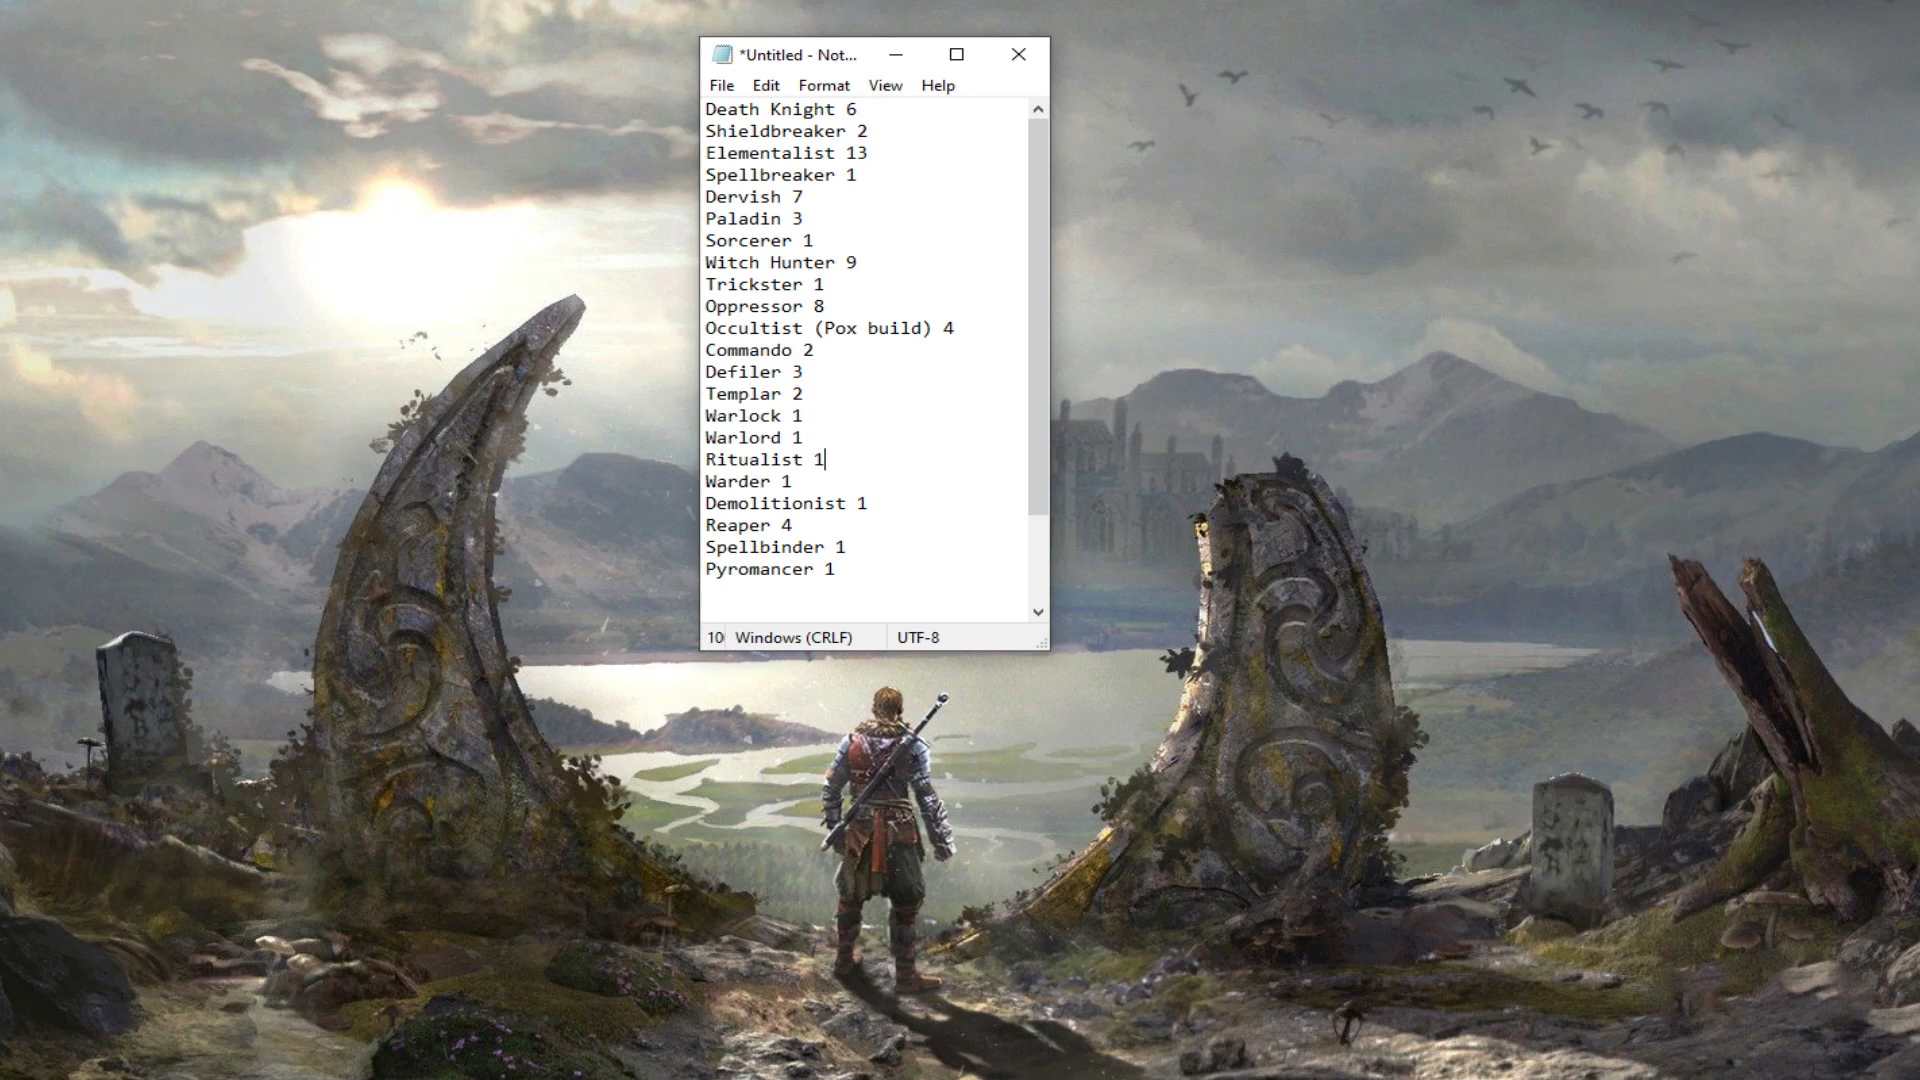 *Untitled - Not...
File Edit Format View Help
Death Knight 6
Shieldbreaker 2
Elementalist 13
Spellbreaker 1
Dervish 7
Paladin 3
Sorcerer 1
Witch Hunter 9
Trickster 1
Oppressor 8
Occultist (Pox build) 4
Commando 2
Defiler 3
Templar 2
Warlock 1
Warlord 1
Ritualist 1
Warder 1
Demolitionist 1
Reaper 4
Spellbinder 1
Pyromancer 1
10 Windows (CRLF) UTF-8